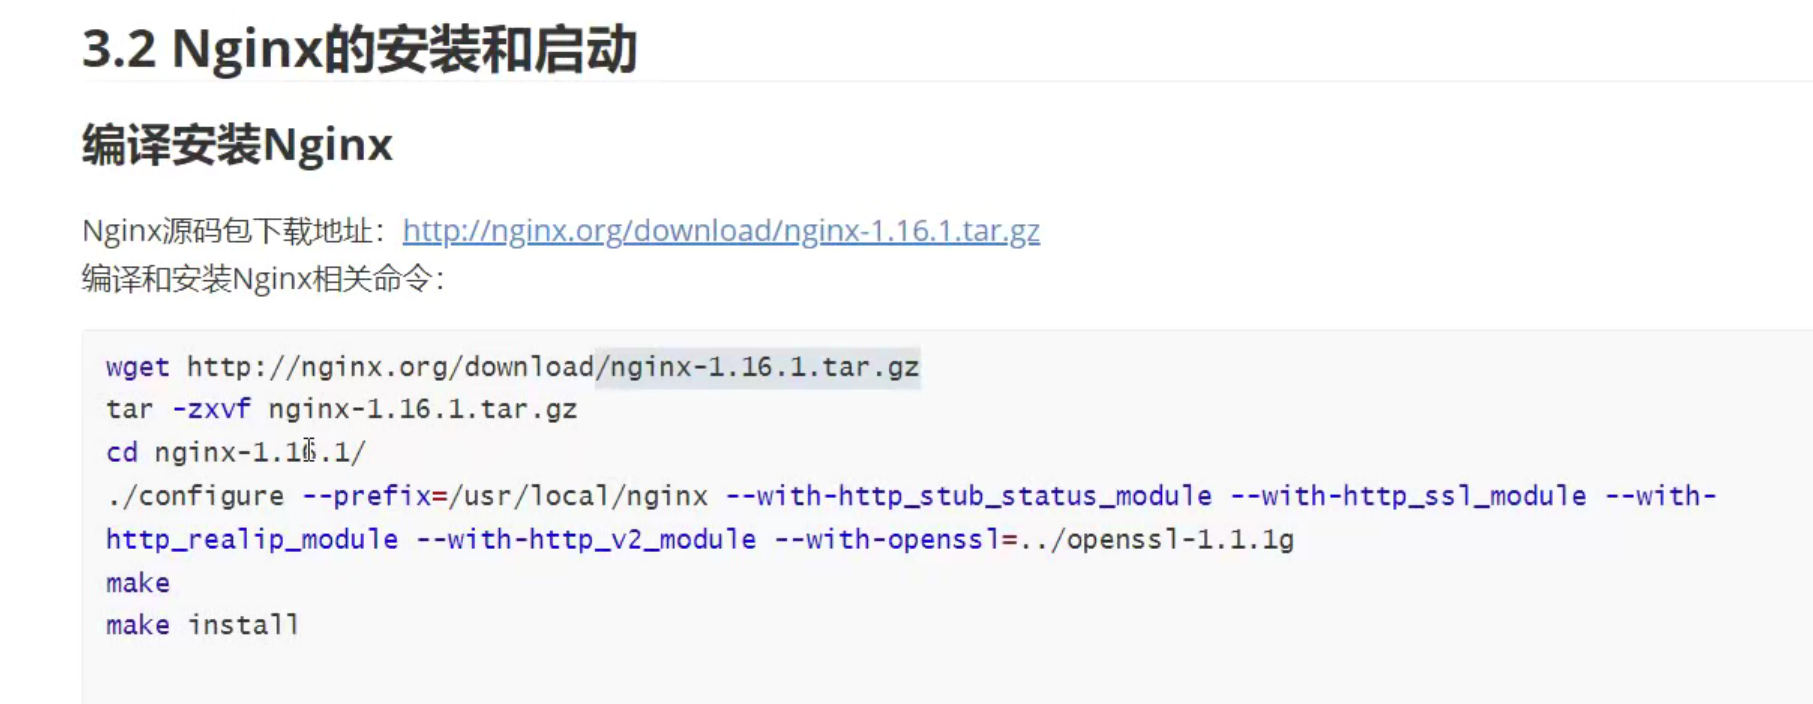 3.2 Nginx的安装和启动
编译安装Nginx
Nginx源码包下载地址：http://nginx.org/download/nginx-1.16.1.tar.gz
编译和安装Nginx相关命令：
wget http://nginx.org/download/nginx-1.16.1.tar.gz
tar -zxvf nginx-1.16.1.tar.gz
cd nginx-1.16.1/
./configure --prefix=/usr/local/nginx --with-http_stub_status_module --with-http_ssl_module --with-
http_realip_module --with-http_v2_module --with-openssl=../openssl-1.1.1g
make
make install